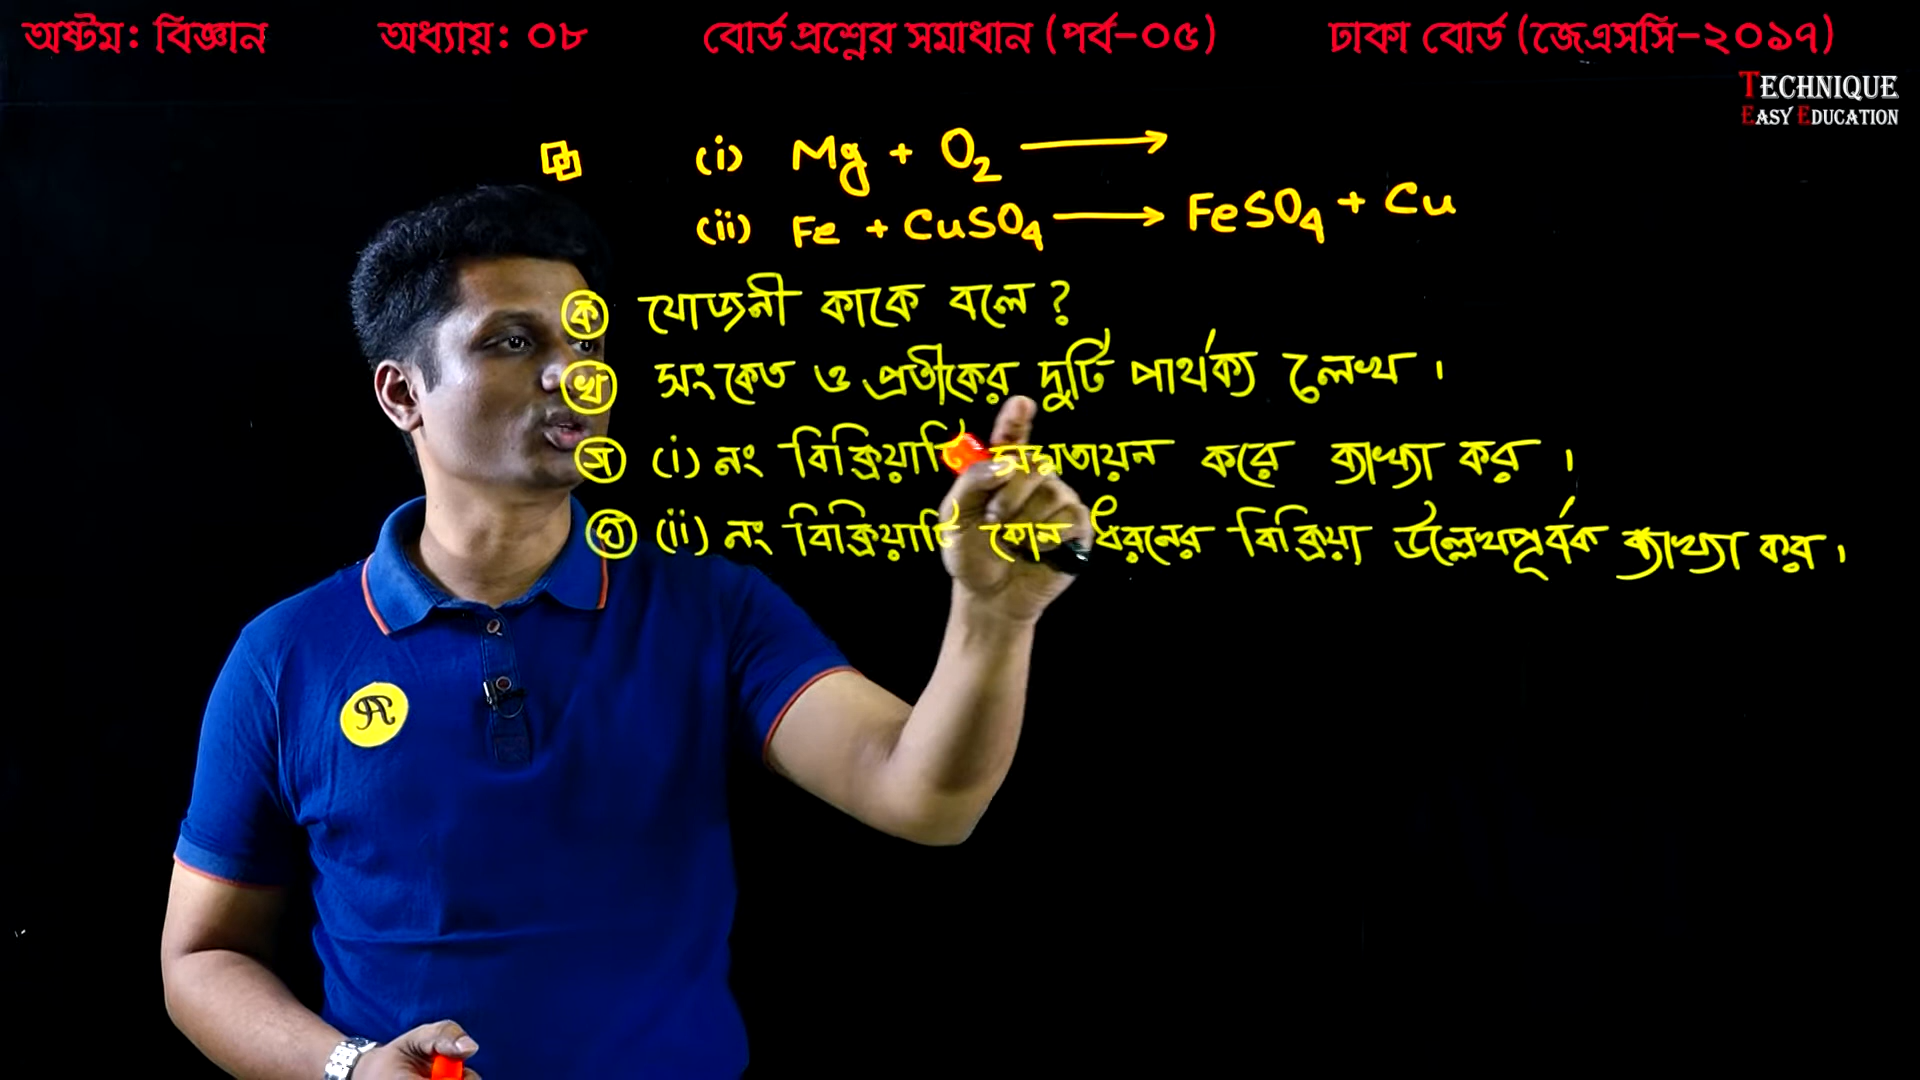 অষ্টম: বিজ্ঞান অধ্যায়: ০৮ বোর্ড প্রশ্নের সমাধান (পর্ব-০৫) ঢাকা বোর্ড (জেএসসি-২০১৭)
TECHNIQUE
EASY EDUCATION
(i) Mg + O₂ ⟶
(ii) Fe + CuSO₄ ⟶ FeSO₄ + Cu
ক যোজনী কাকে বলে?
খ সংকেত ও প্রতীকের দুটি পার্থক্য লেখ।
গ (i) নং বিক্রিয়াটি সমতায়ন করে ব্যাখ্যা কর।
ঘ (ii) নং বিক্রিয়াটি কোন ধরনের বিক্রিয়া উল্লেখপূর্বক ব্যাখ্যা কর।